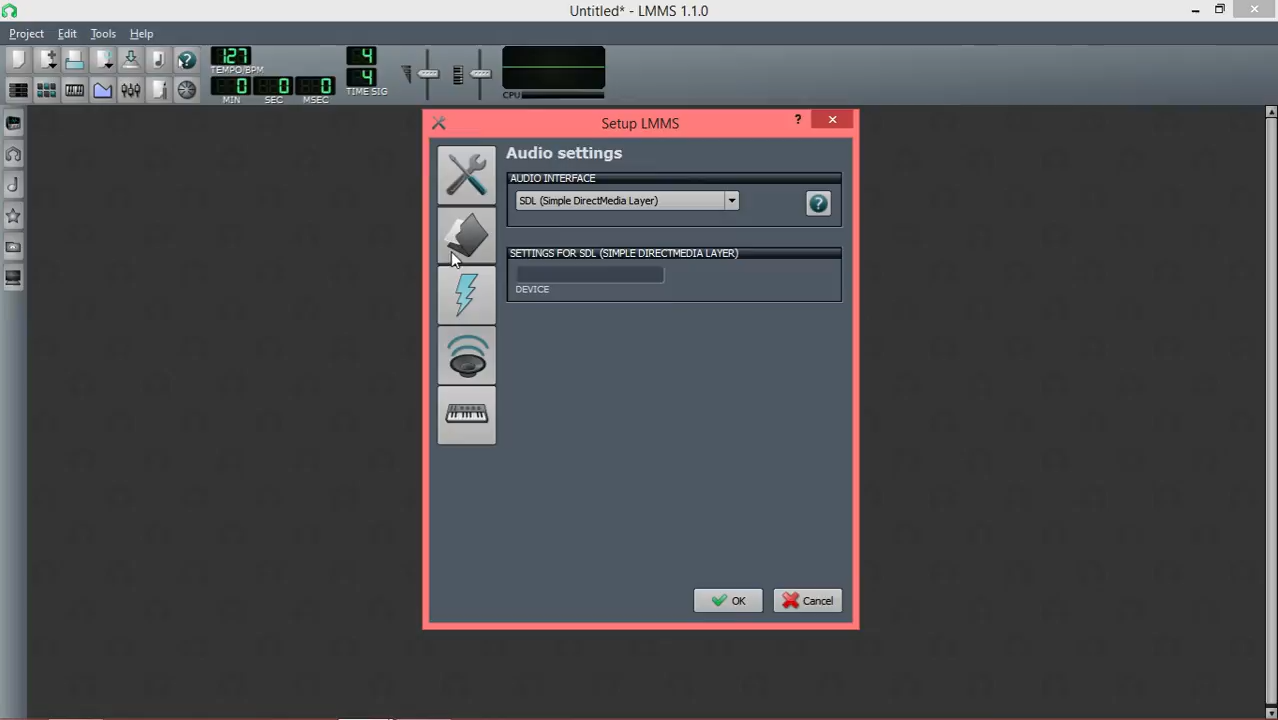 Untitled* - LMMS 1.1.0
Project Edit Tools Help
127
TEMPO/BPM
4
4
TIME SIG
0 0 0
MIN SEC MSEC
CPU
Setup LMMS
?
Audio settings
AUDIO INTERFACE
SDL (Simple DirectMedia Layer)
?
SETTINGS FOR SDL (SIMPLE DIRECTMEDIA LAYER)
DEVICE
OK Cancel